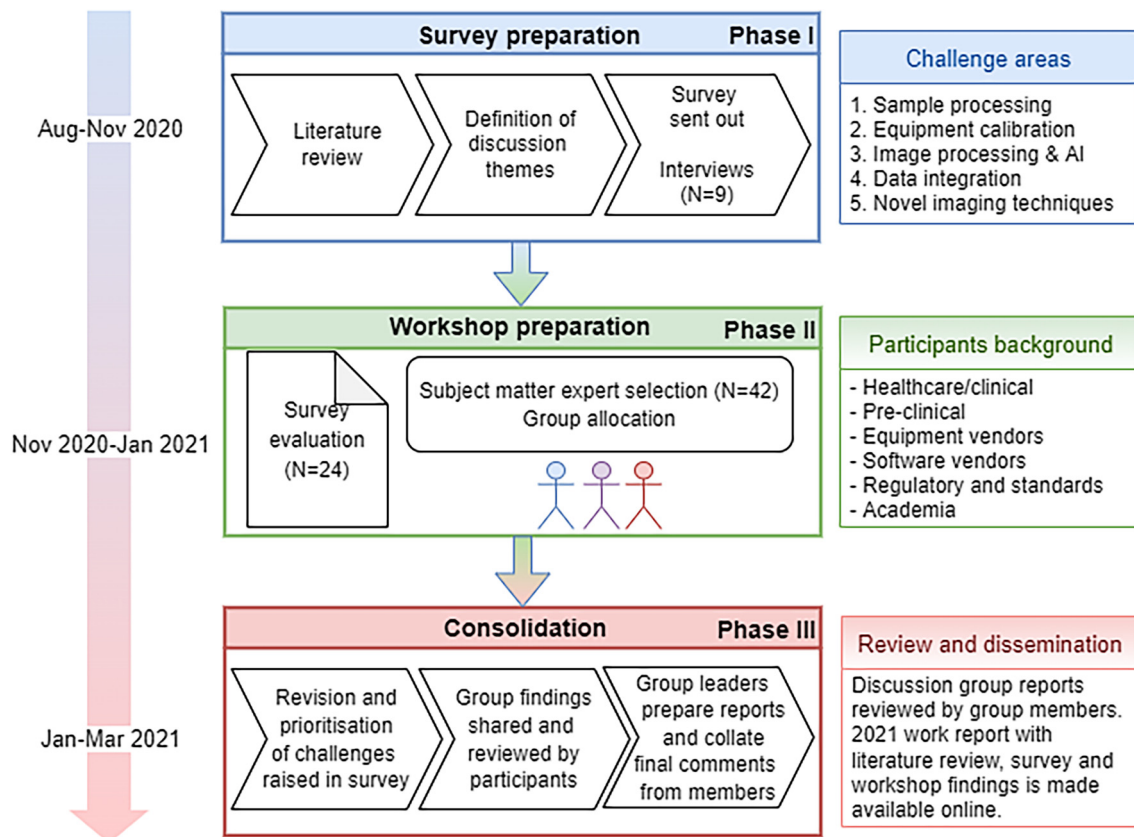 Survey preparation
Phase I
Aug-Nov 2020
Literature
review
Definition of
discussion
themes
Survey
sent out
Interviews
(N=9)
Challenge areas
1. Sample processing
2. Equipment calibration
3. Image processing & AI
4. Data integration
5. Novel imaging techniques
Workshop preparation
Phase II
Nov 2020-Jan 2021
Survey
evaluation
(N=24)
Subject matter expert selection (N=42)
Group allocation
Participants background
- Healthcare/clinical
- Pre-clinical
- Equipment vendors
- Software vendors
- Regulatory and standards
- Academia
Consolidation
Phase III
Jan-Mar 2021
Revision and
prioritisation
of challenges
raised in survey
Group findings
shared and
reviewed by
participants
Group leaders
prepare reports
and collate
final comments
from members
Review and dissemination
Discussion group reports
reviewed by group members.
2021 work report with
literature review, survey and
workshop findings is made
available online.